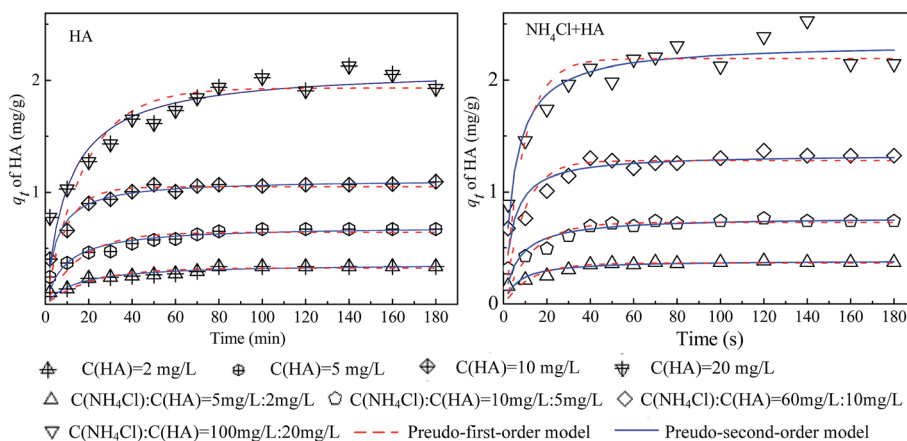 HA
NH₄Cl+HA
qₜ of HA (mg/g)
2
1
0
0 20 40 60 80 100 120 140 160 180
Time (min)
qₜ of HA (mg/g)
2
1
0
0 20 40 60 80 100 120 140 160 180
Time (s)
C(HA)=2 mg/L C(HA)=5 mg/L C(HA)=10 mg/L C(HA)=20 mg/L
C(NH₄Cl):C(HA)=5mg/L:2mg/L C(NH₄Cl):C(HA)=10mg/L:5mg/L C(NH₄Cl):C(HA)=60mg/L:10mg/L
C(NH₄Cl):C(HA)=100mg/L:20mg/L Preudo-first-order model Preudo-second-order model